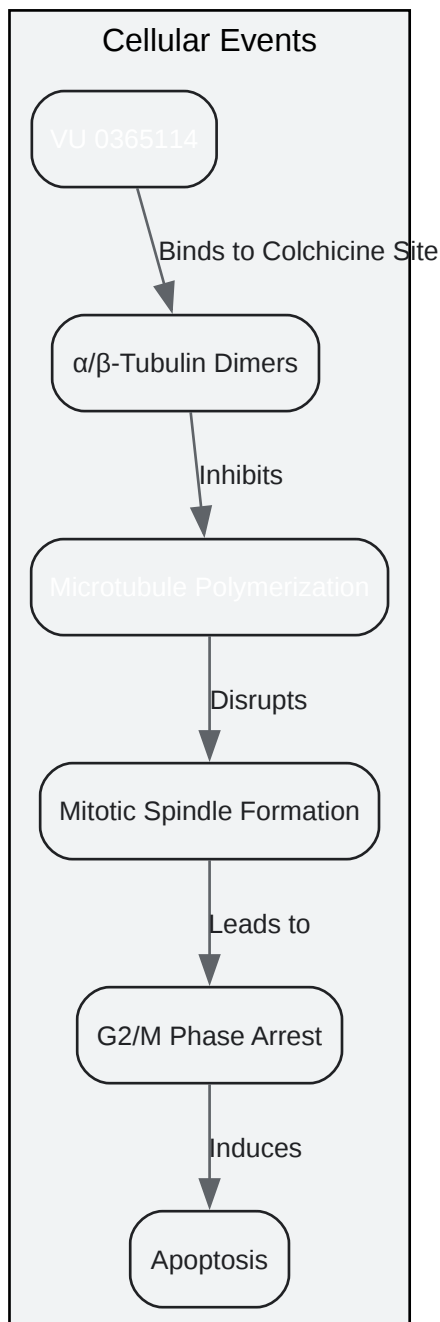 Cellular Events
VU 0365114
Binds to Colchicine Site
α/β-Tubulin Dimers
Inhibits
Microtubule Polymerization
Disrupts
Mitotic Spindle Formation
Leads to
G2/M Phase Arrest
Induces
Apoptosis